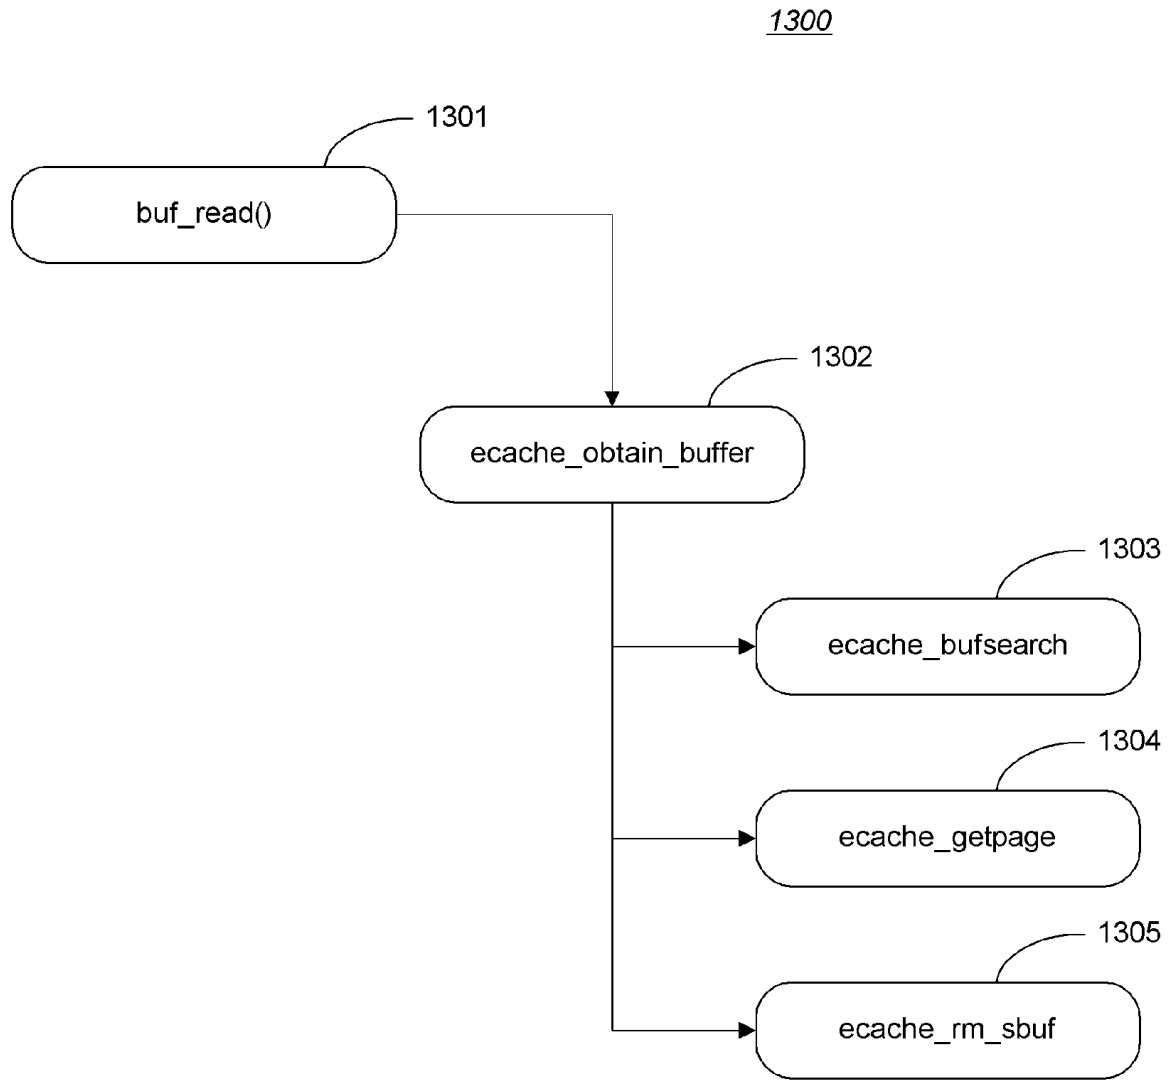 1300
1301
buf_read()
1302
ecache_obtain_buffer
1303
ecache_bufsearch
1304
ecache_getpage
1305
ecache_rm_sbuf